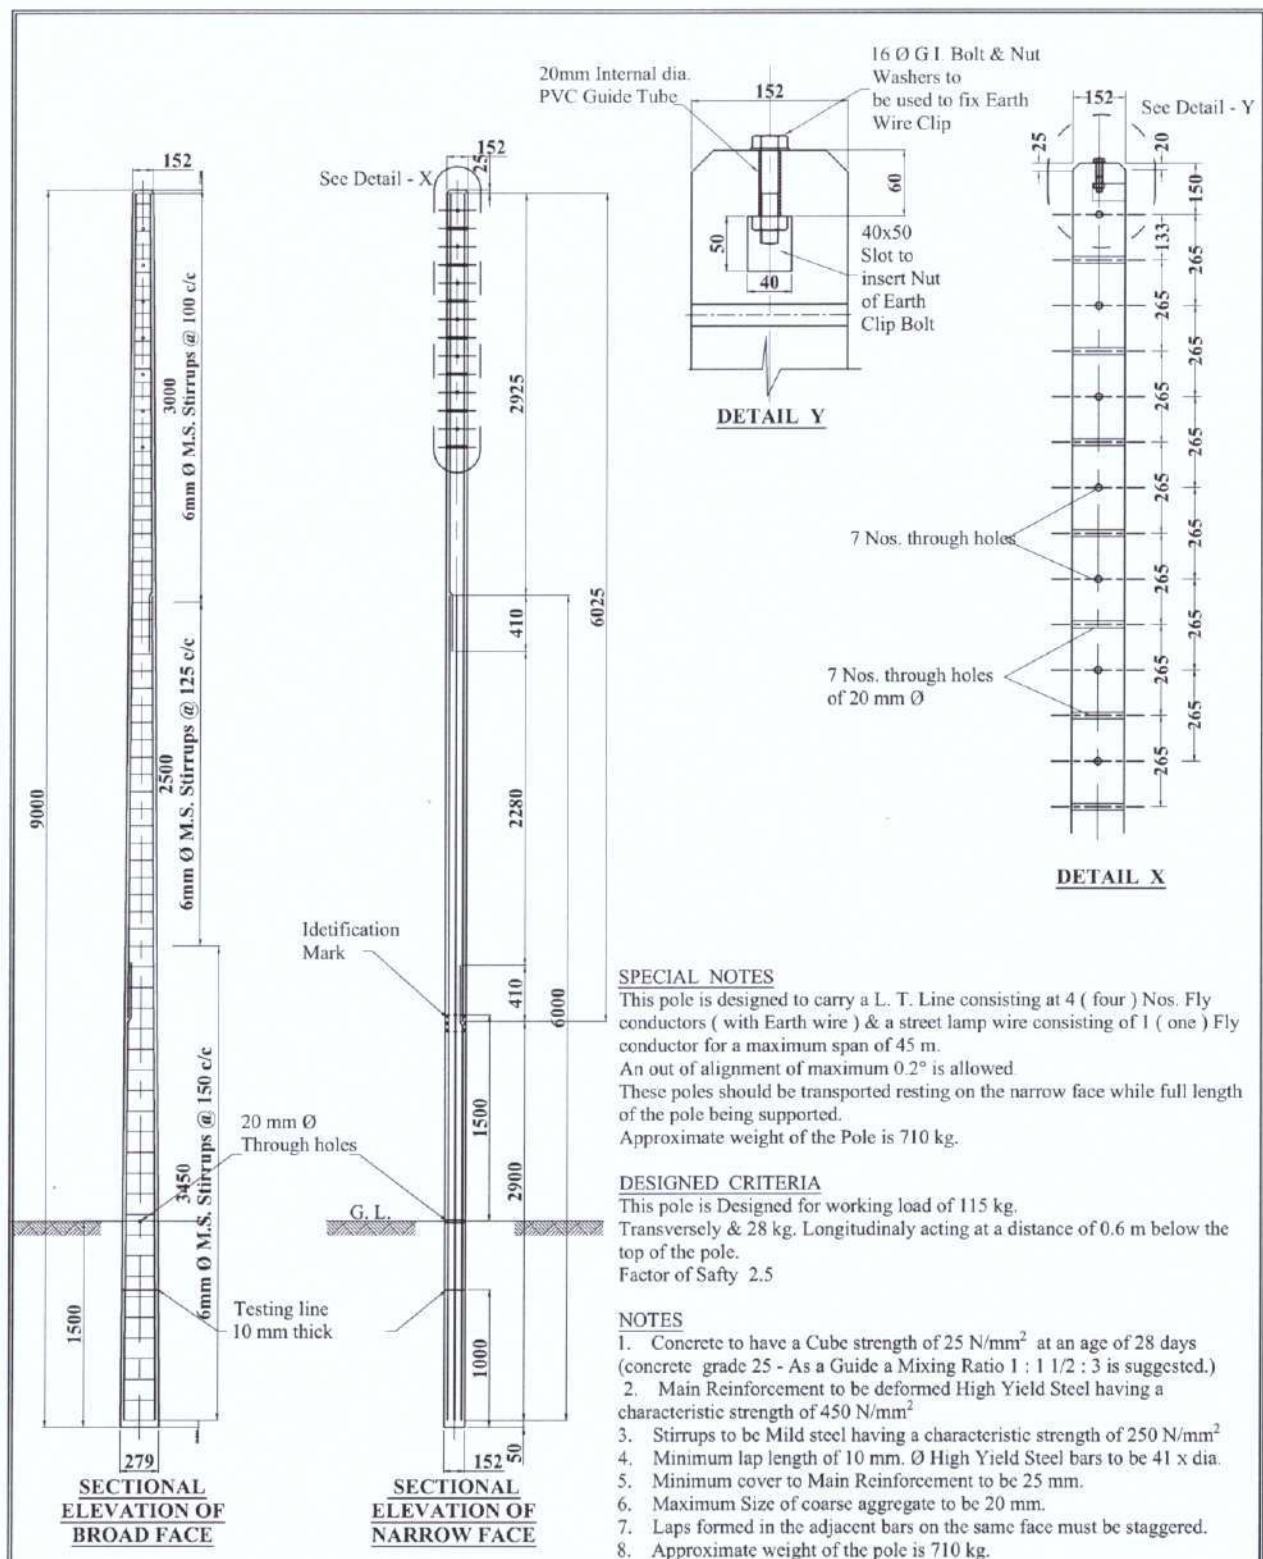 20mm Internal dia.
PVC Guide Tube
16 Ø G I Bolt & Nut
Washers to
be used to fix Earth
Wire Clip
152
60
50
40
40x50
Slot to
insert Nut
of Earth
Clip Bolt
DETAIL Y
152
See Detail - Y
25
20
150
133
265
265
265
265
265
265
265
265
265
265
265
265
7 Nos. through holes
7 Nos. through holes
of 20 mm Ø
DETAIL X
152
9000
3000
6mm Ø M.S. Stirrups @ 100 c/c
2500
6mm Ø M.S. Stirrups @ 125 c/c
3450
6mm Ø M.S. Stirrups @ 150 c/c
1500
279
SECTIONAL
ELEVATION OF
BROAD FACE
See Detail - X
152
25
2925
6025
410
2280
410
6000
Idetification
Mark
1500
2900
20 mm Ø
Through holes
G. L.
Testing line
10 mm thick
1000
152
50
SECTIONAL
ELEVATION OF
NARROW FACE
SPECIAL NOTES
This pole is designed to carry a L. T. Line consisting at 4 ( four ) Nos. Fly
conductors ( with Earth wire ) & a street lamp wire consisting of 1 ( one ) Fly
conductor for a maximum span of 45 m.
An out of alignment of maximum 0.2° is allowed
These poles should be transported resting on the narrow face while full length
of the pole being supported.
Approximate weight of the Pole is 710 kg.
DESIGNED CRITERIA
This pole is Designed for working load of 115 kg.
Transversely & 28 kg. Longitudinaly acting at a distance of 0.6 m below the
top of the pole.
Factor of Safty 2.5
NOTES
1. Concrete to have a Cube strength of 25 N/mm² at an age of 28 days
(concrete grade 25 - As a Guide a Mixing Ratio 1 : 1 1/2 : 3 is suggested.)
2. Main Reinforcement to be deformed High Yield Steel having a
characteristic strength of 450 N/mm²
3. Stirrups to be Mild steel having a characteristic strength of 250 N/mm²
4. Minimum lap length of 10 mm. Ø High Yield Steel bars to be 41 x dia.
5. Minimum cover to Main Reinforcement to be 25 mm.
6. Maximum Size of coarse aggregate to be 20 mm.
7. Laps formed in the adjacent bars on the same face must be staggered.
8. Approximate weight of the pole is 710 kg.